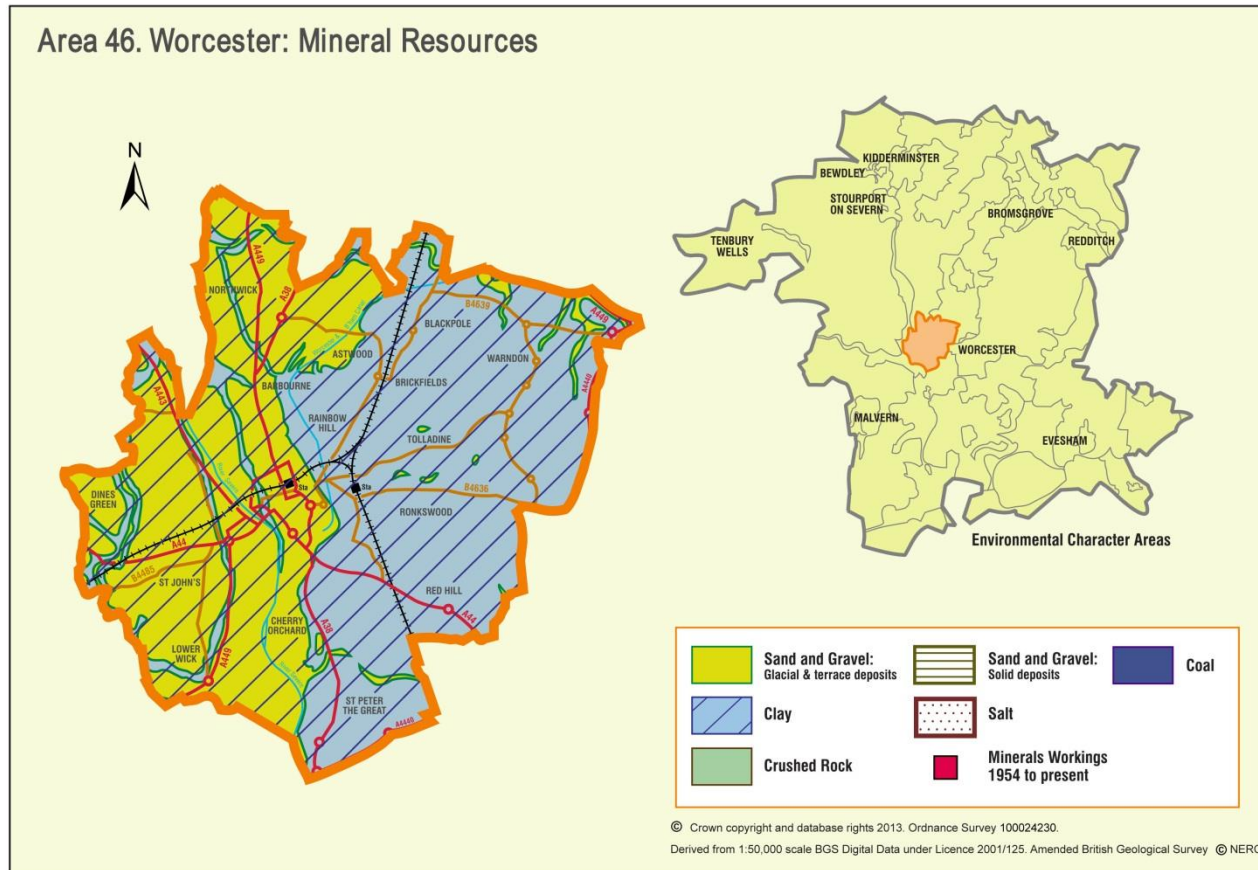 Area 46. Worcester: Mineral Resources
N
A449
A38
NORTHWICK
B4639
BLACKPOLE
A449
ASTWOOD
WARNDON
BARBOURNE
BRICKFIELDS
A443
A4440
RAINBOW
HILL
TOLLADINE
DINES
GREEN
Sta
Sta
B4636
RONKSWOOD
A44
B4485
ST JOHN'S
RED HILL
A44
CHERRY
ORCHARD
A38
LOWER
WICK
A449
ST PETER
THE GREAT
A4440
KIDDERMINSTER
BEWDLEY
STOURPORT
ON SEVERN
BROMSGROVE
REDDITCH
TENBURY
WELLS
WORCESTER
MALVERN
EVESHAM
Environmental Character Areas
Sand and Gravel:
Glacial & terrace deposits
Sand and Gravel:
Solid deposits
Coal
Clay
Salt
Crushed Rock
Minerals Workings
1954 to present
© Crown copyright and database rights 2013. Ordnance Survey 100024230.
Derived from 1:50,000 scale BGS Digital Data under Licence 2001/125. Amended British Geological Survey © NERC